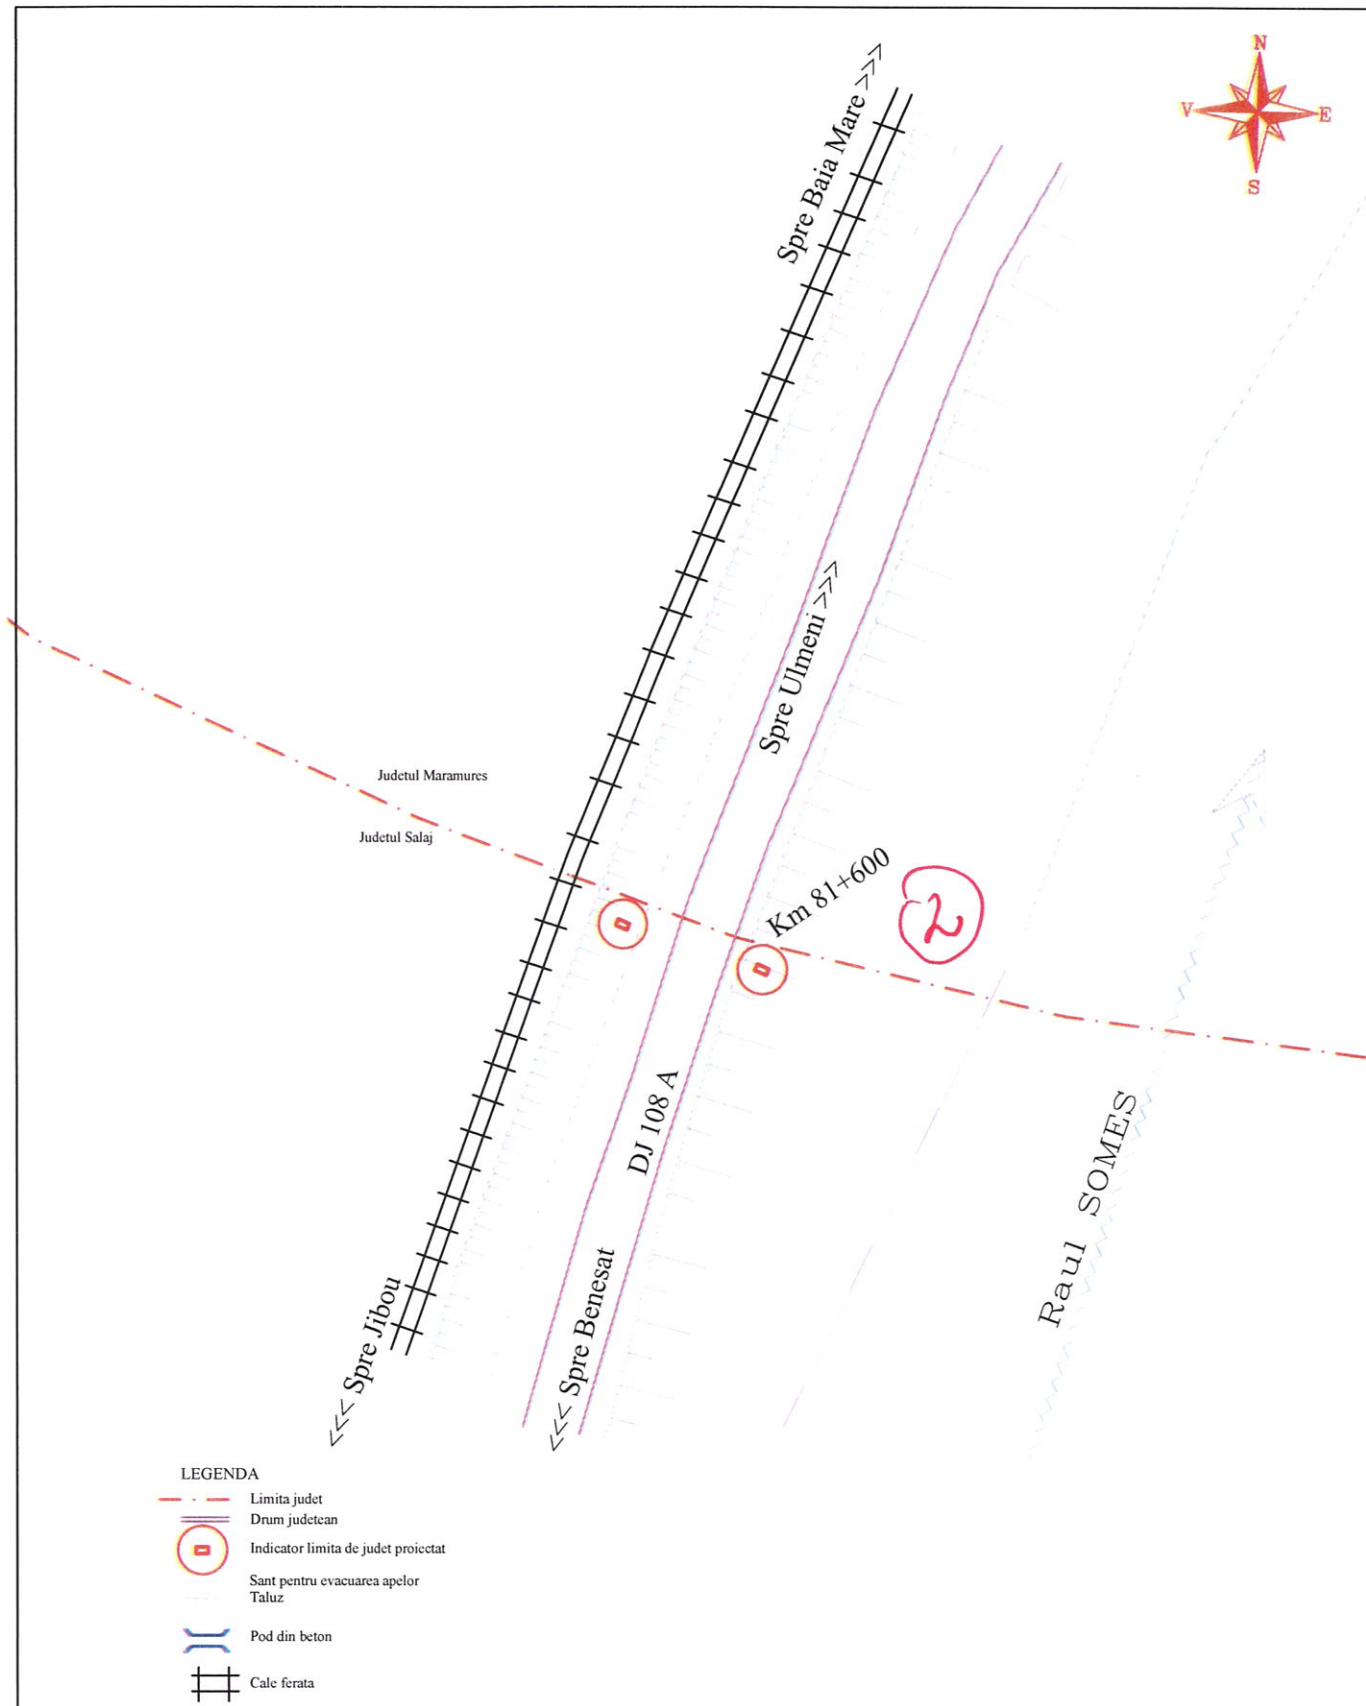 N
V E
S
Spre Baia Mare >>>
Spre Ulmeni >>>
Judetul Maramures
Judetul Salaj
Km 81+600
2
DJ 108 A
Raul SOMES
<<< Spre Jibou
<<< Spre Benesat
LEGENDA
Limita judet
Drum judetean
Indicator limita de judet proiectat
Sant pentru evacuarea apelor
Taluz
Pod din beton
Cale ferata